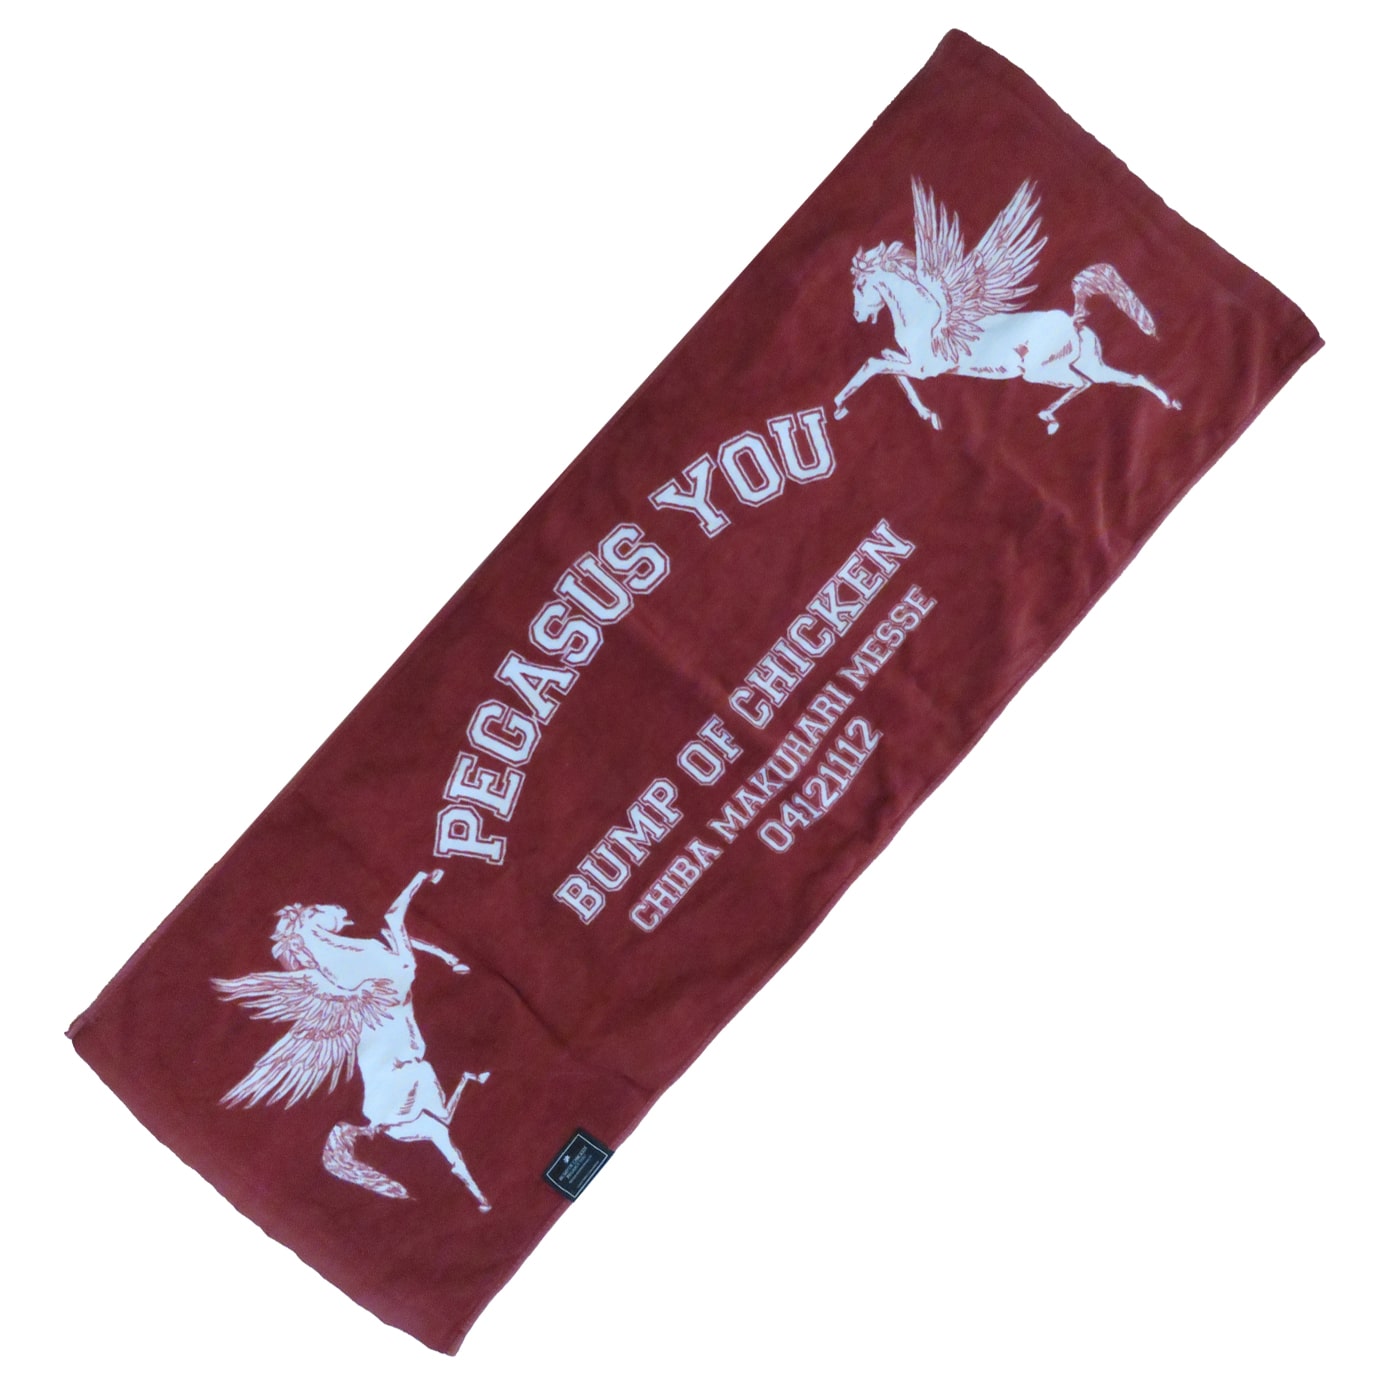 PEGASUS YOU
BUMP OF CHICKEN
CHIBA MAKUHARI MESSE
04121112